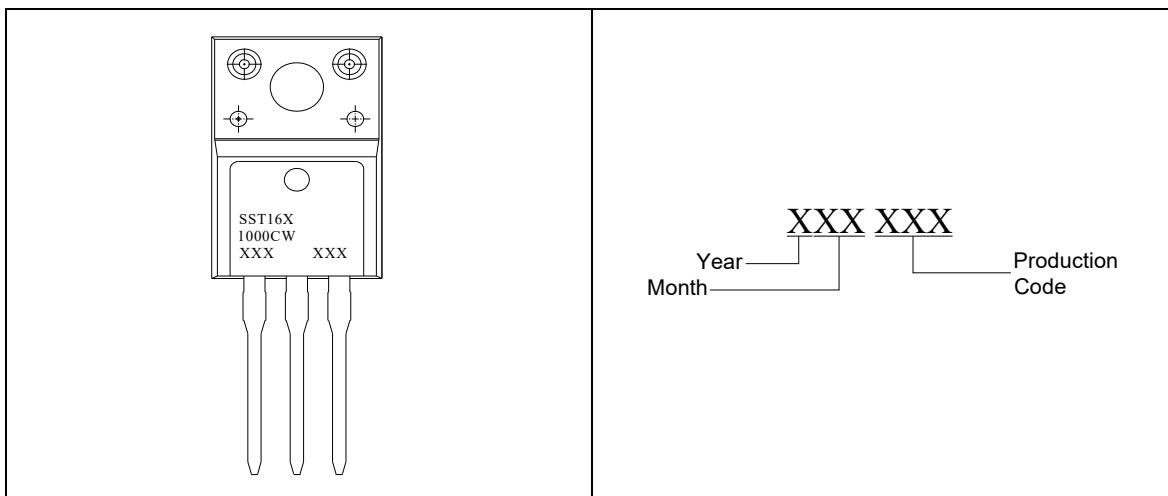 SST16X
1000CW
XXX XXX
XXX XXX
Year
Month
Production
Code